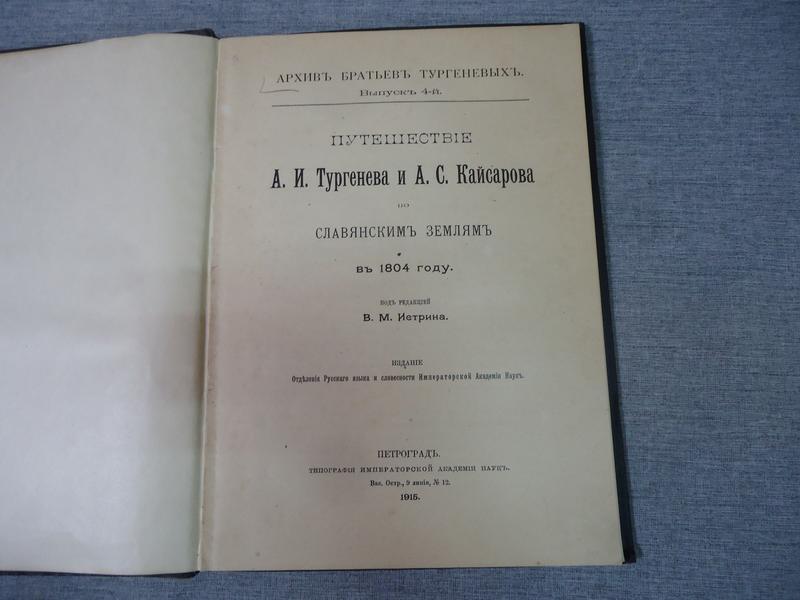 АРХИВЪ БРАТЬЕВЪ ТУРГЕНЕВЫХЪ.
Выпускъ 4-й.
ПУТЕШЕСТВІЕ
А. И. Тургенева и А. С. Кайсарова
ПО
СЛАВЯНСКИМЪ ЗЕМЛЯМЪ
въ 1804 году.
ПОДЪ РЕДАКЦІЕЙ
В. М. Истрина.
ИЗДАНІЕ
Отдѣленія Русскаго языка и словесности Императорской Академіи Наукъ.
ПЕТРОГРАДЪ.
ТИПОГРАФІЯ ИМПЕРАТОРСКОЙ АКАДЕМІИ НАУКЪ.
Вас. Остр., 9 линія, № 12.
1915.